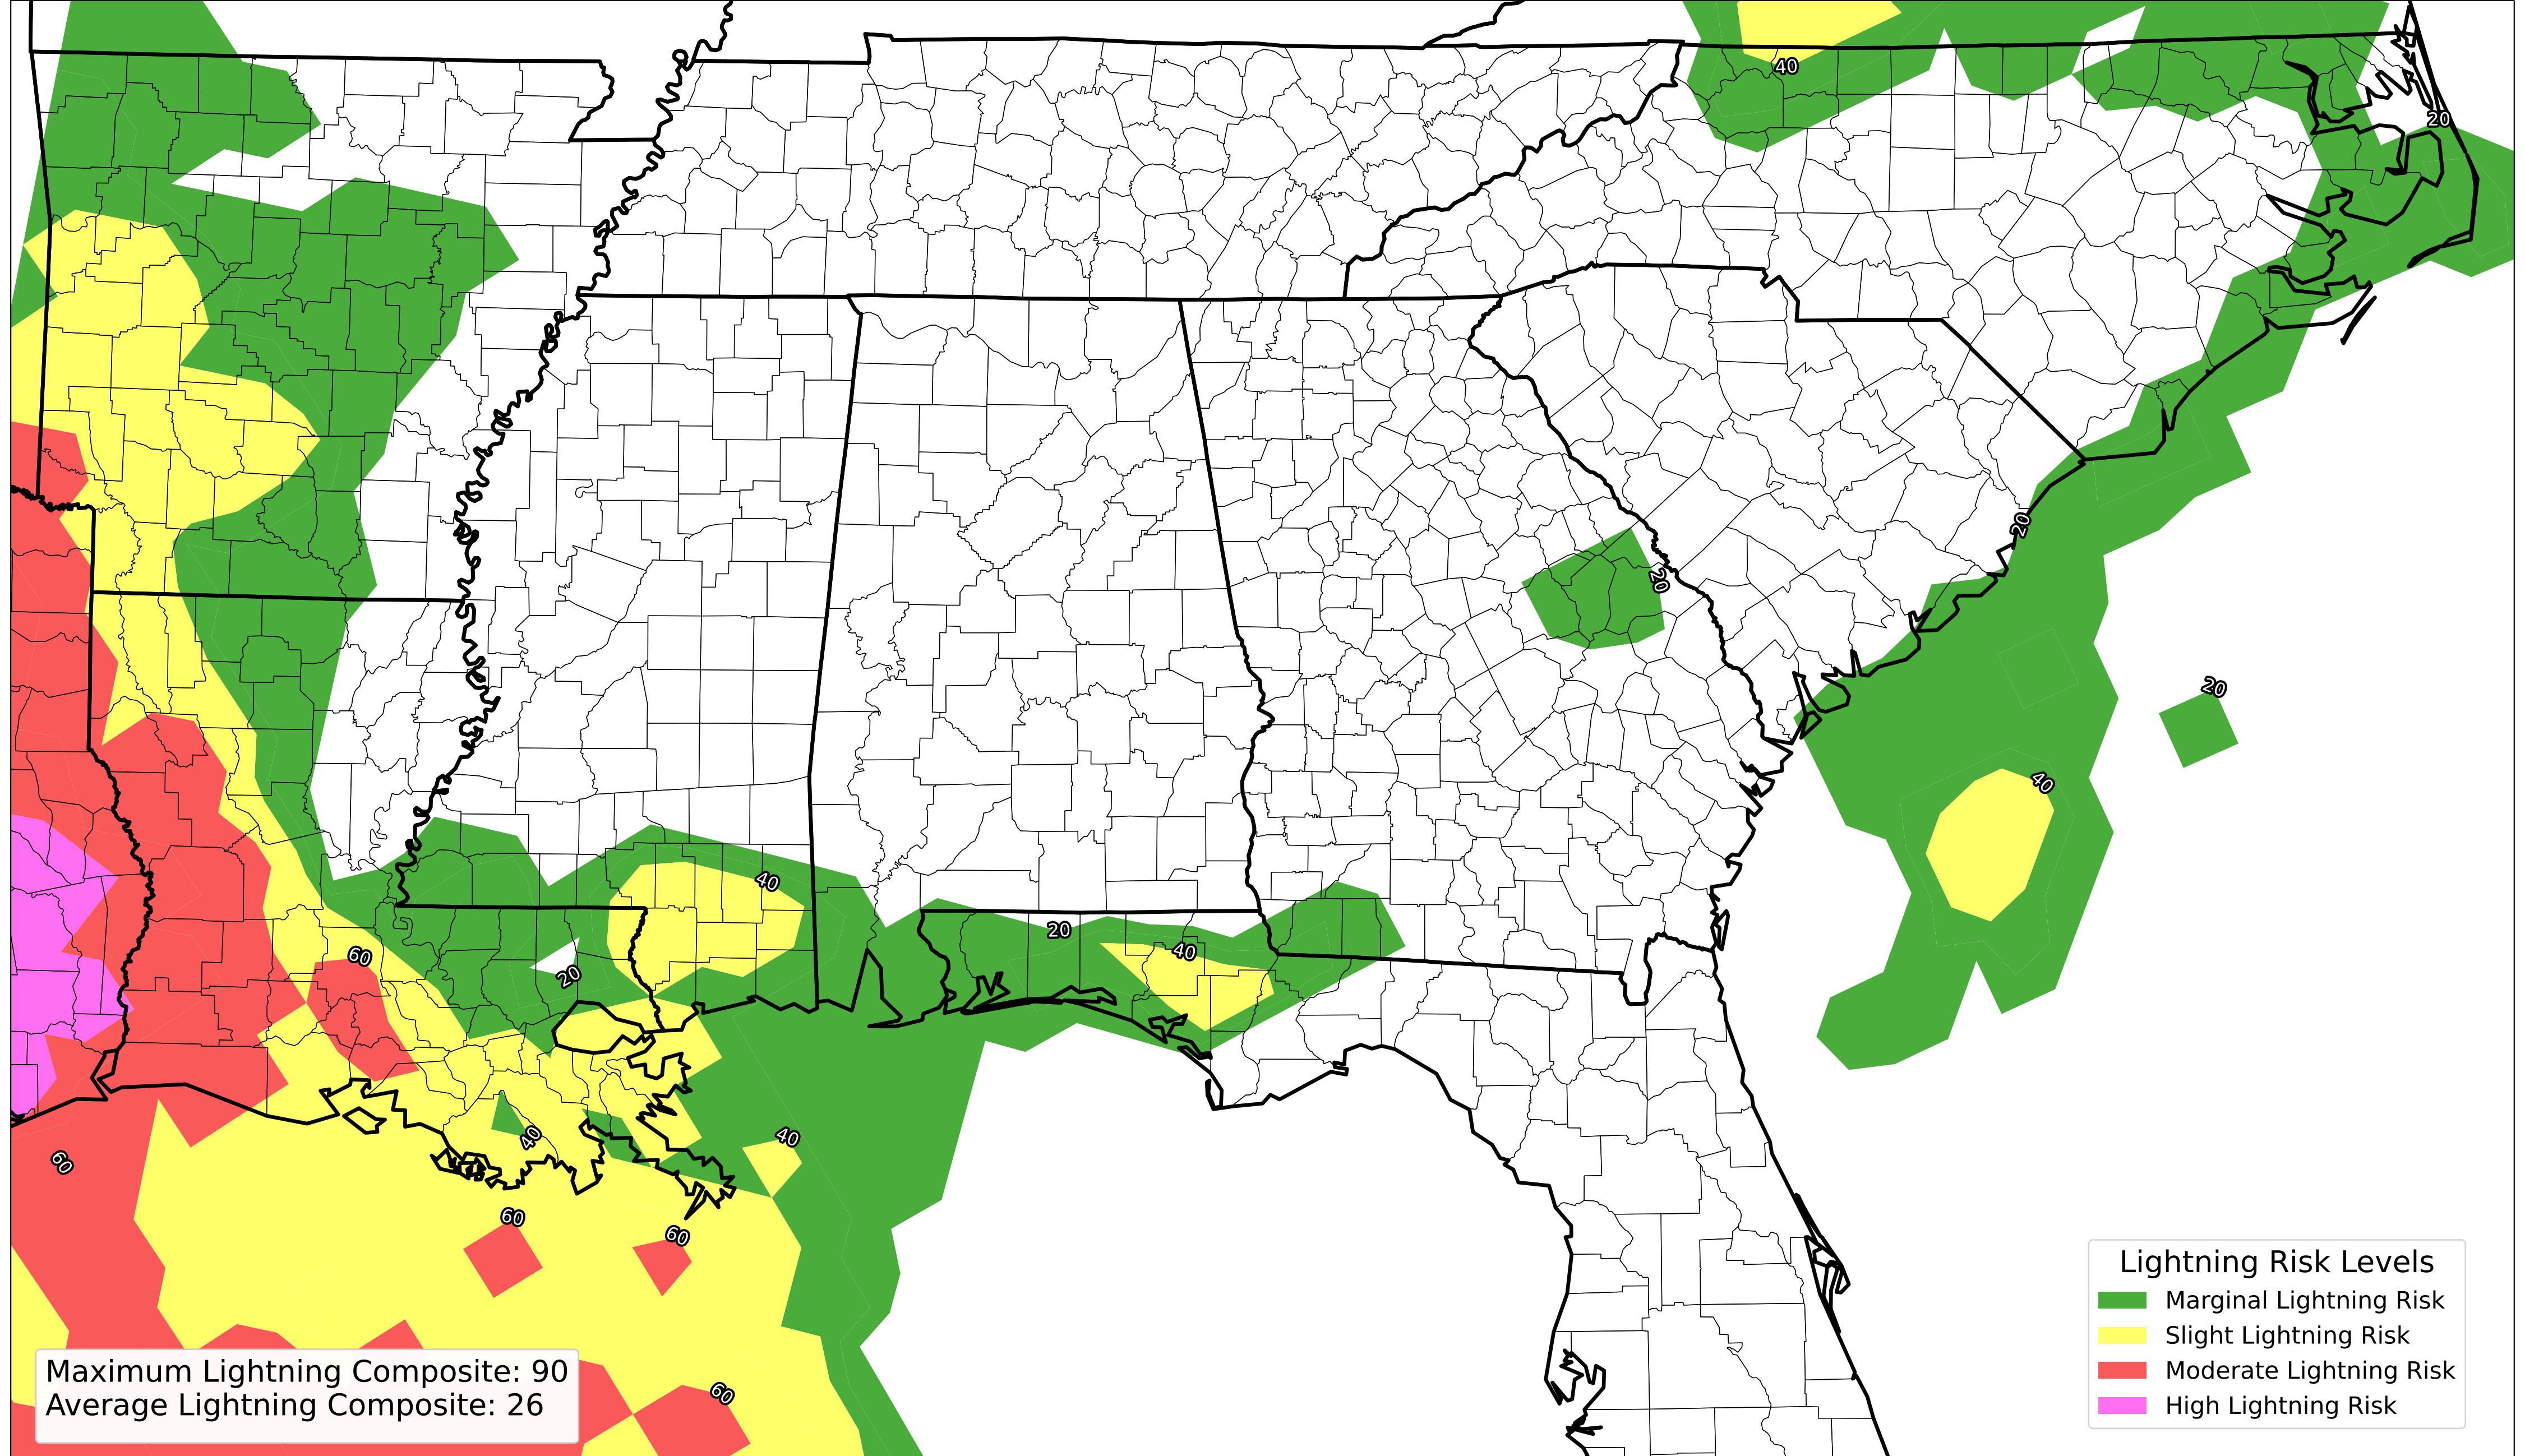 40
20
20
20
20
40
40
20
40
60
20
40
40
60
60
60
60
Lightning Risk Levels
Marginal Lightning Risk
Slight Lightning Risk
Moderate Lightning Risk
High Lightning Risk
Maximum Lightning Composite: 90
Average Lightning Composite: 26